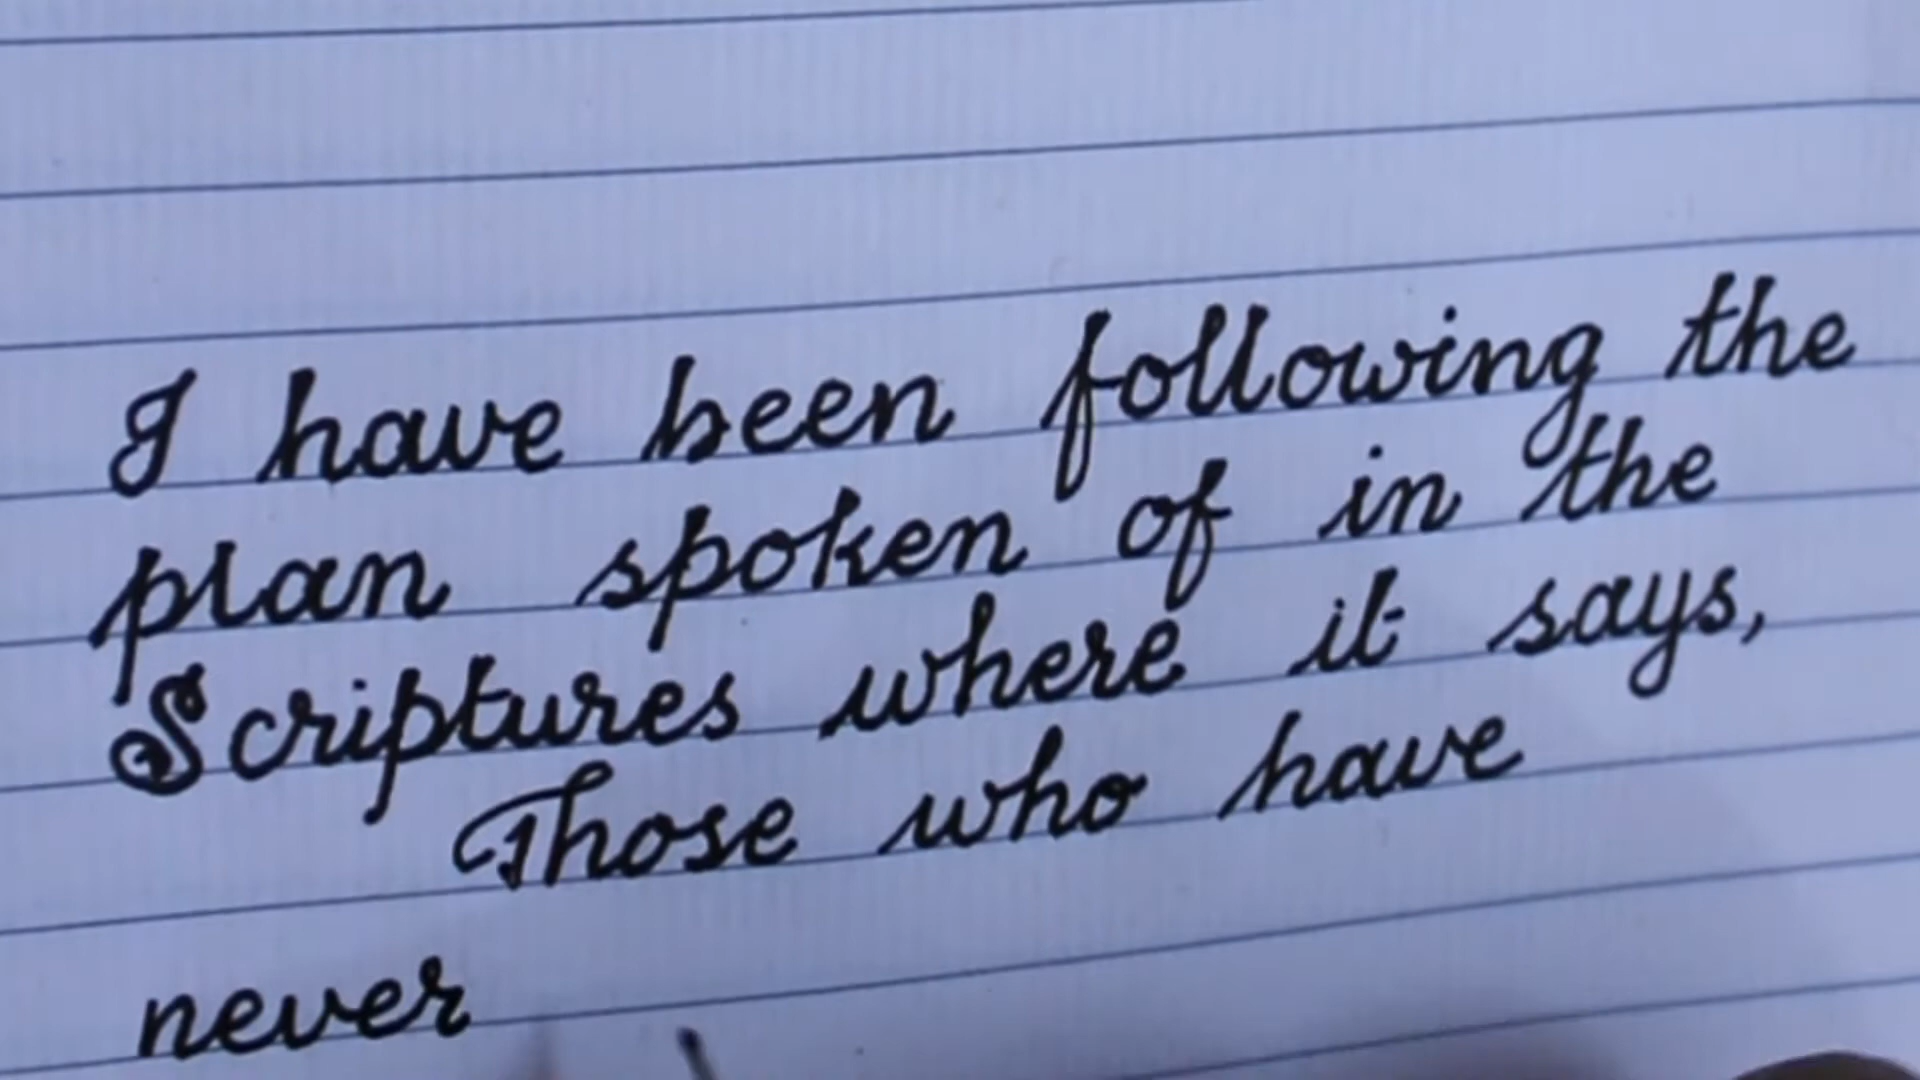 I have been following the
plan spoken of in the
Scriptures where it says,
Those who have
never